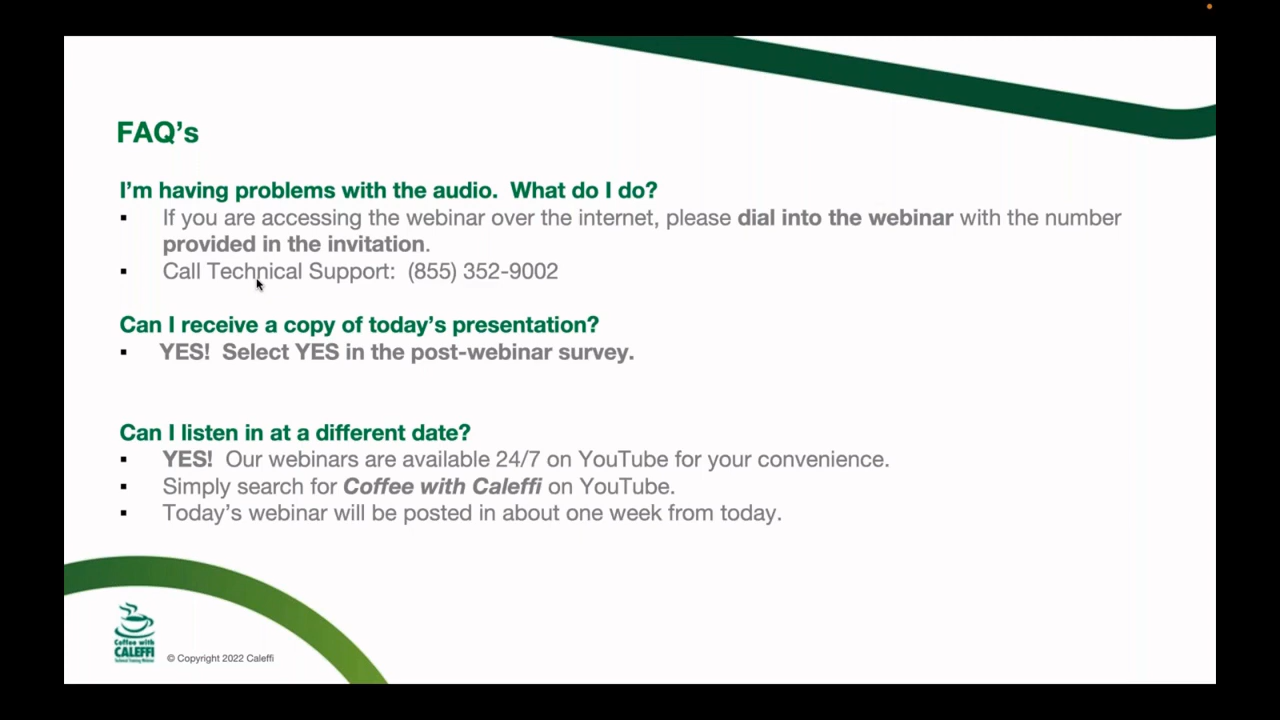 FAQ’s
I’m having problems with the audio.  What do I do?
▪ If you are accessing the webinar over the internet, please dial into the webinar with the number
provided in the invitation.
▪ Call Technical Support:  (855) 352-9002
Can I receive a copy of today’s presentation?
▪ YES!  Select YES in the post-webinar survey.
Can I listen in at a different date?
▪ YES!  Our webinars are available 24/7 on YouTube for your convenience.
▪ Simply search for Coffee with Caleffi on YouTube.
▪ Today’s webinar will be posted in about one week from today.
Coffee with
CALEFFI
Technical Training Webinar
© Copyright 2022 Caleffi